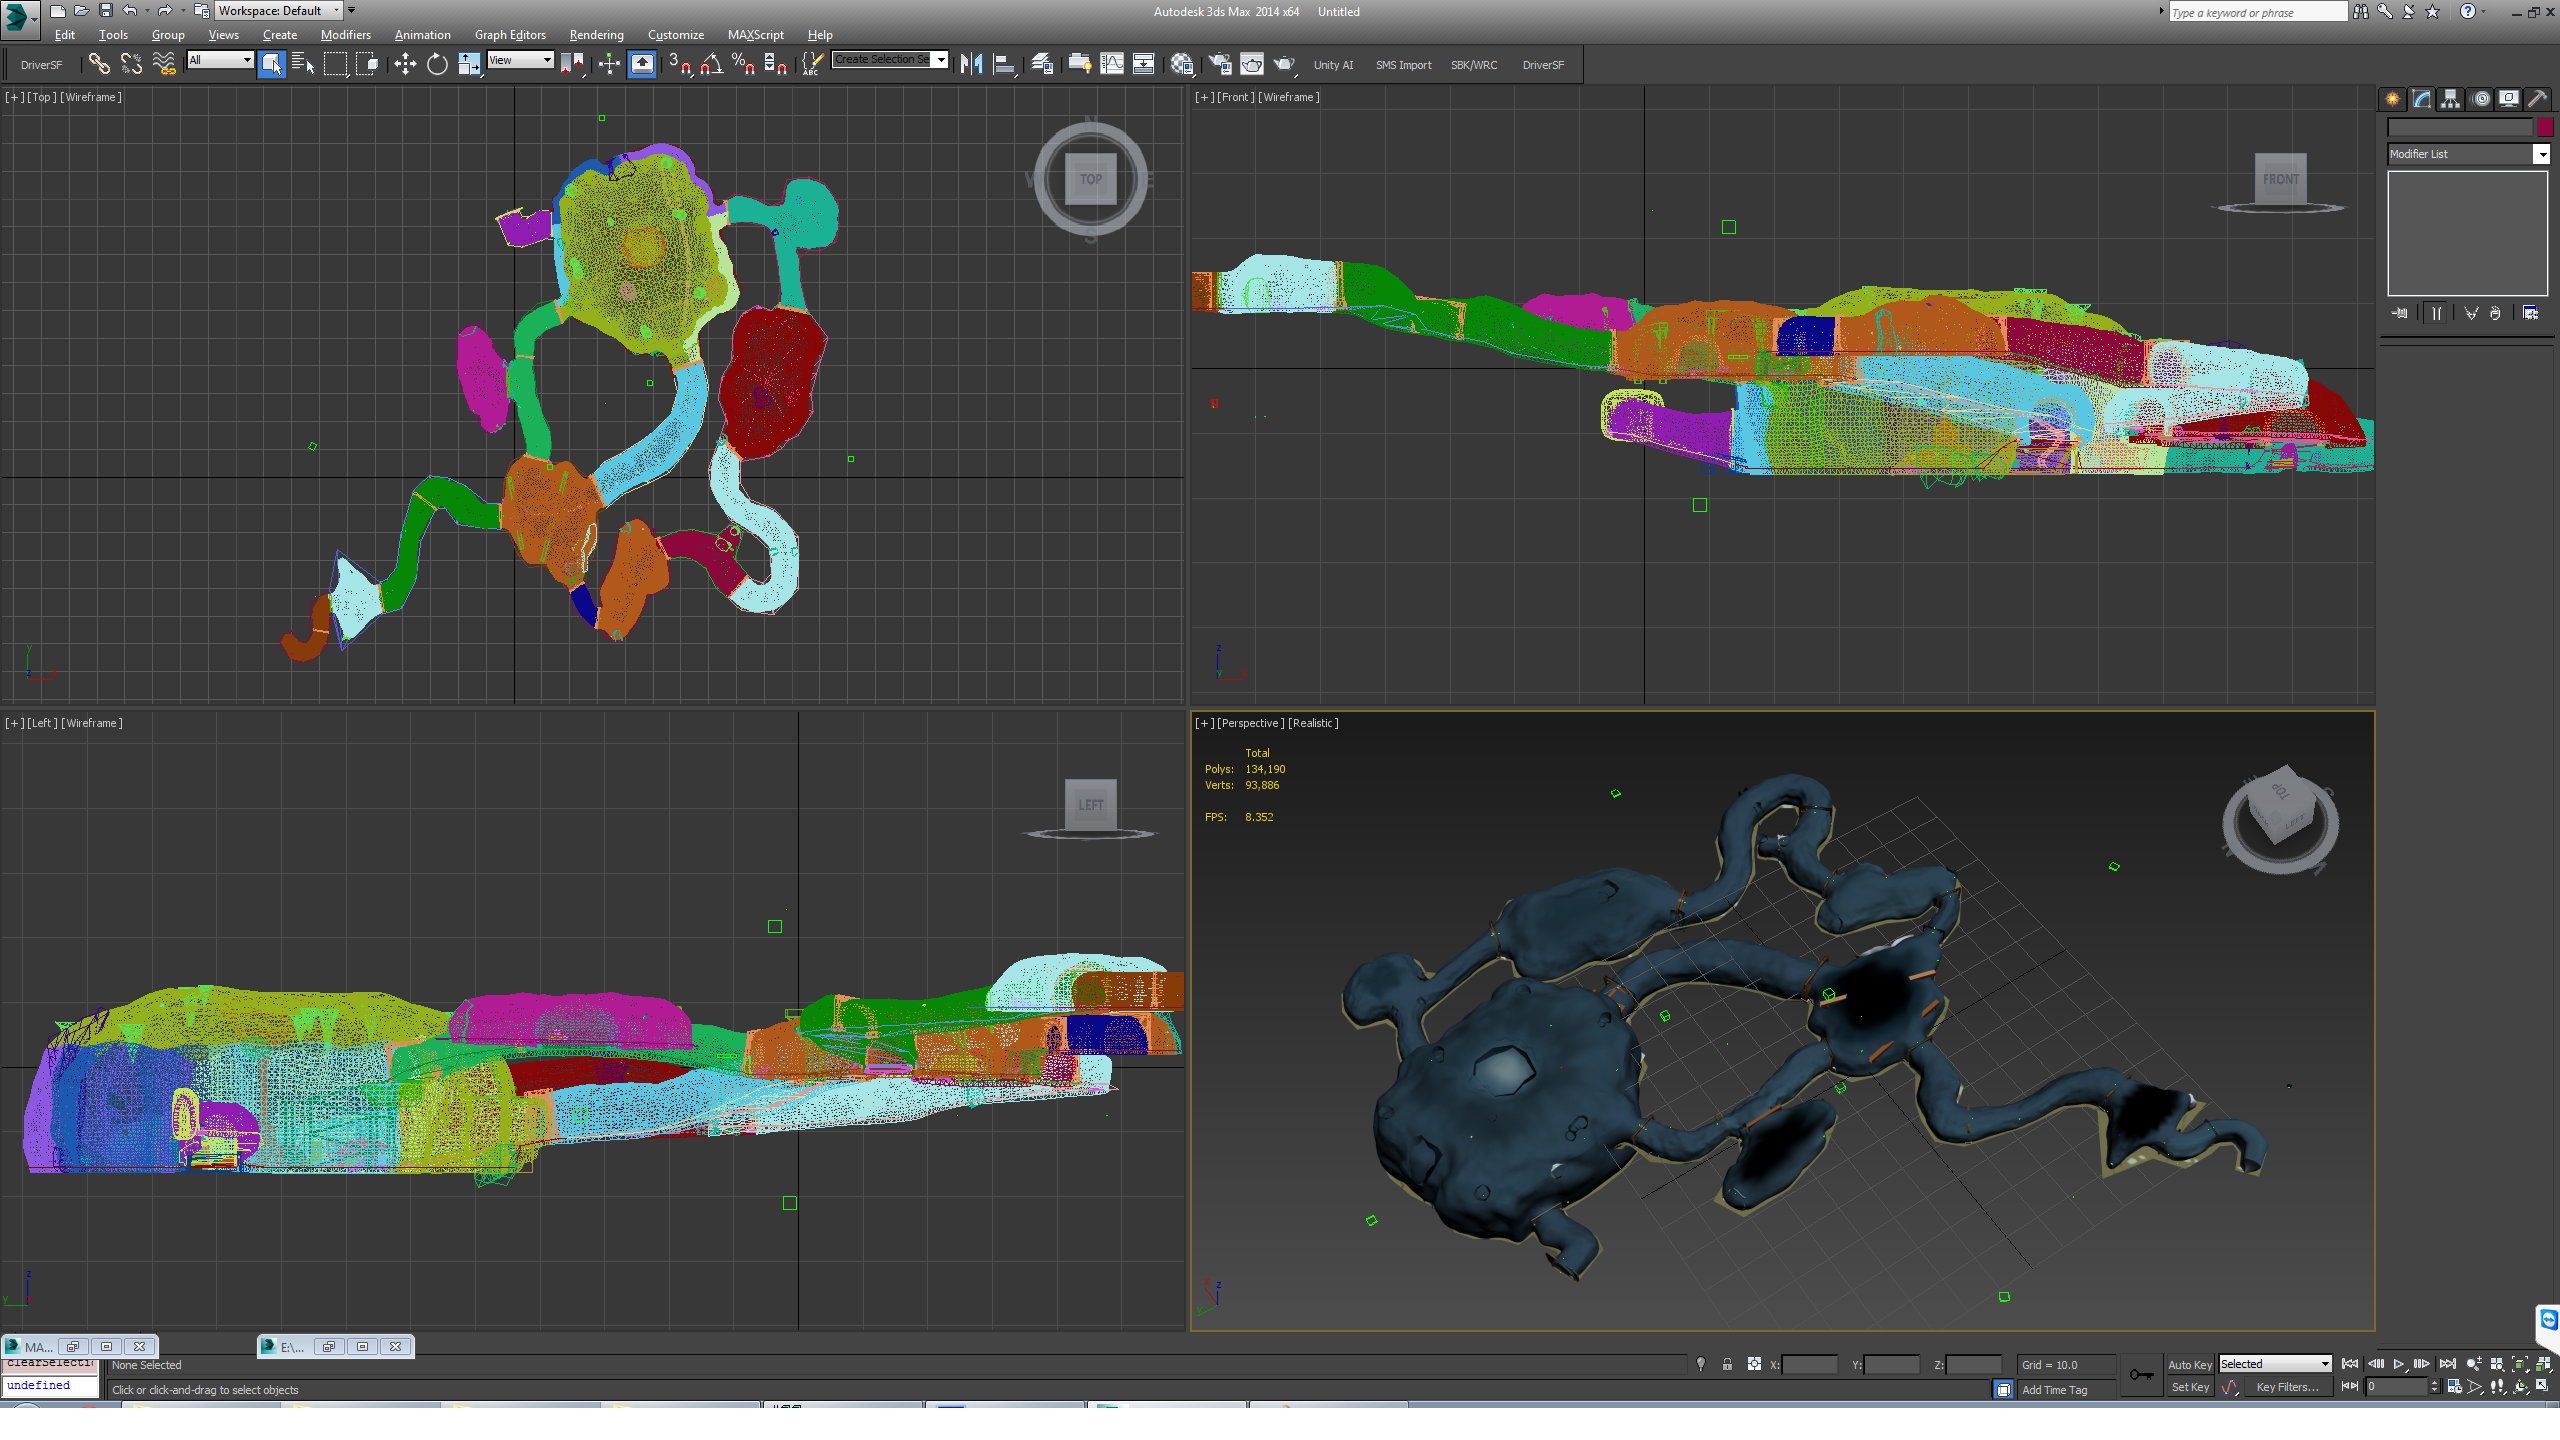 Workspace: Default
Autodesk 3ds Max 2014 x64 Untitled
Type a keyword or phrase
Edit Tools Group Views Create Modifiers Animation Graph Editors Rendering Customize MAXScript Help
DriverSF All View 3 % ABC Create Selection Se Unity AI SMS Import SBK/WRC DriverSF
[+] [Top] [Wireframe]
N
TOP
S
[+] [Front] [Wireframe]
FRONT
Modifier List
y
z
z
y
[+] [Left] [Wireframe]
LEFT
z
y
[+] [Perspective] [Realistic]
Total
Polys: 134,190
Verts: 93,886
FPS: 8.352
TOP
LEFT
z
MA...
E:\...
None Selected
X: Y: Z:
Grid = 10.0
Auto Key
Selected
undefined
Click or click-and-drag to select objects
Add Time Tag
Set Key
Key Filters...
0